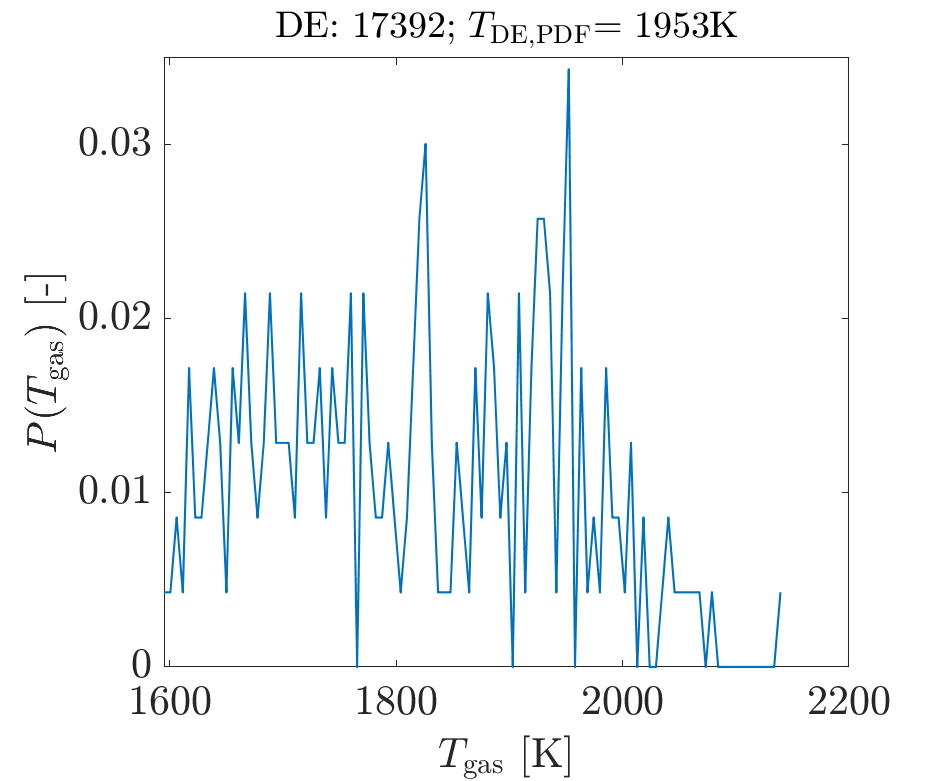 DE: 17392; T_DE,PDF= 1953K
P(T_gas) [-]
0.03
0.02
0.01
0
1600 1800 2000 2200
T_gas [K]